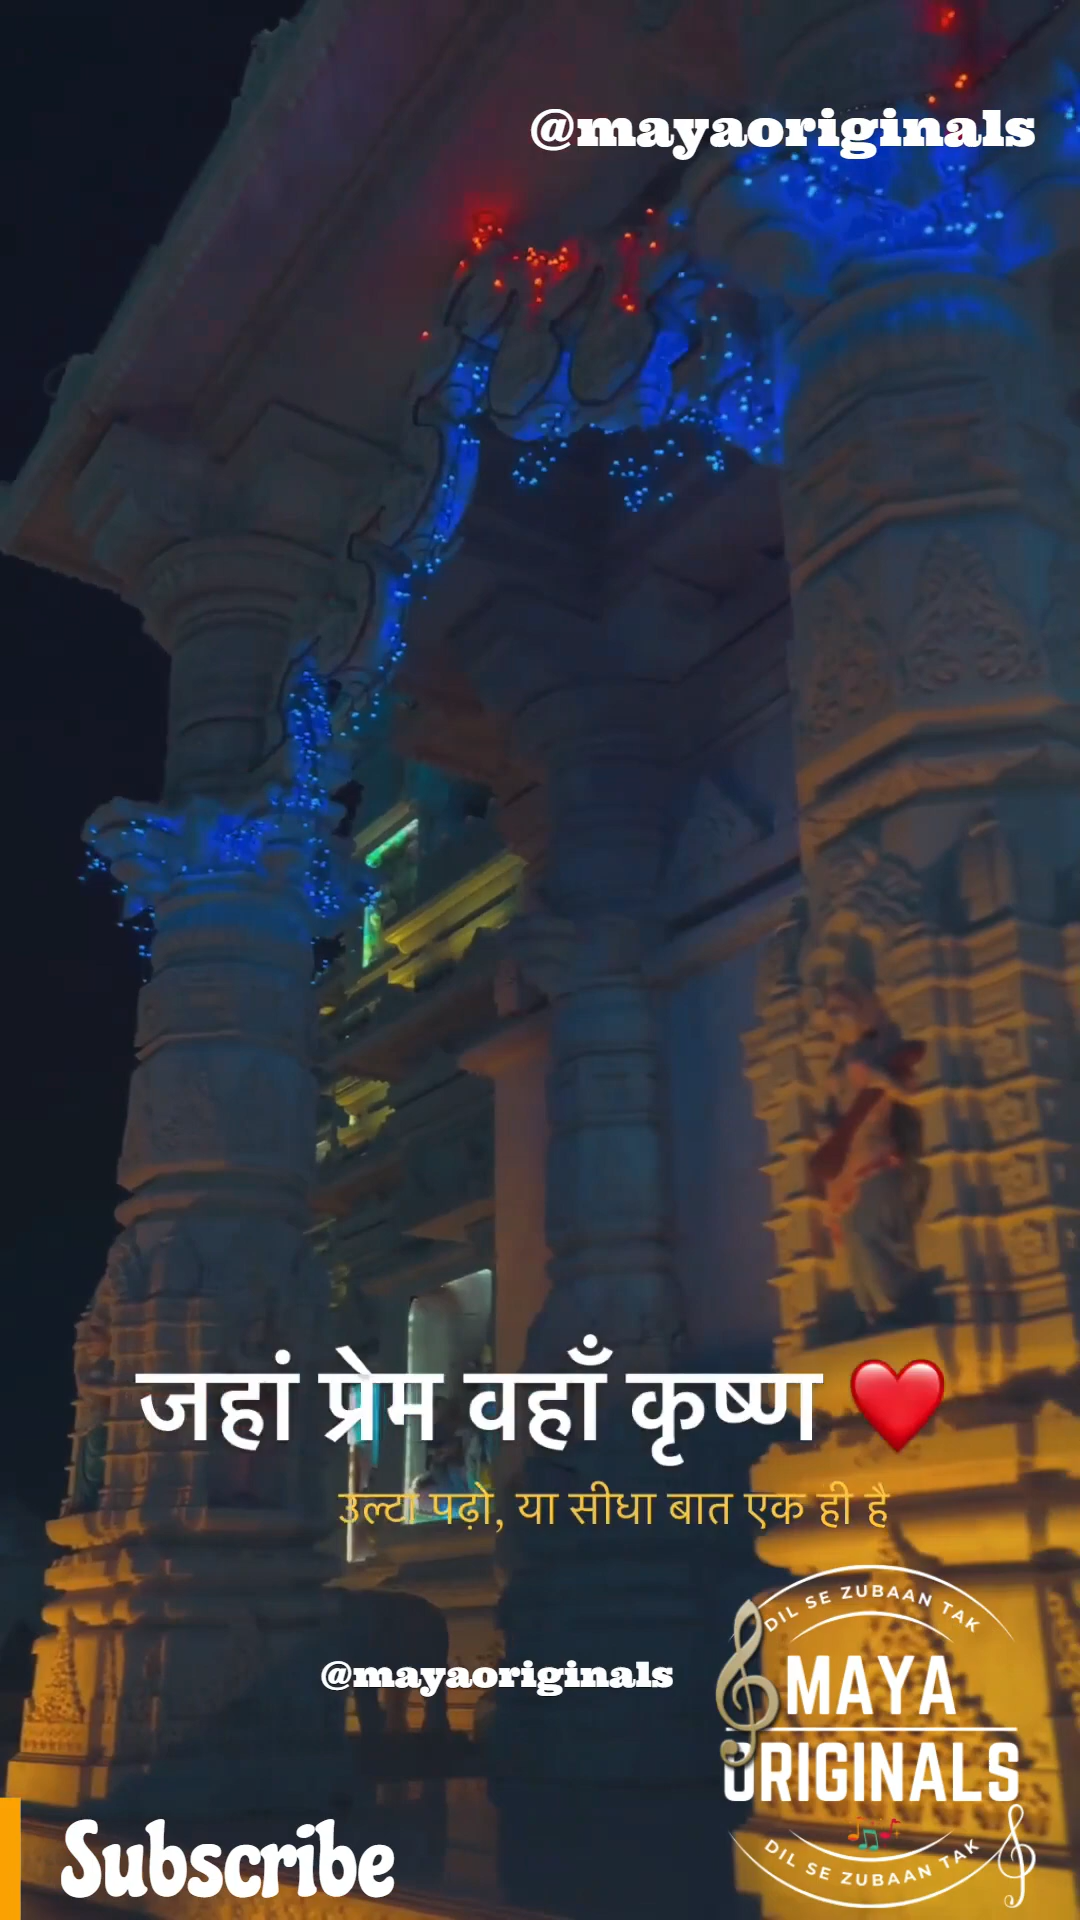 @mayaoriginals
जहां प्रेम वहाँ कृष्ण ❤️
उल्टा पढ़ो, या सीधा बात एक ही है
DIL SE ZUBAAN TAK
MAYA
@mayaoriginals
ORIGINALS
DIL SE ZUBAAN TAK
Subscribe